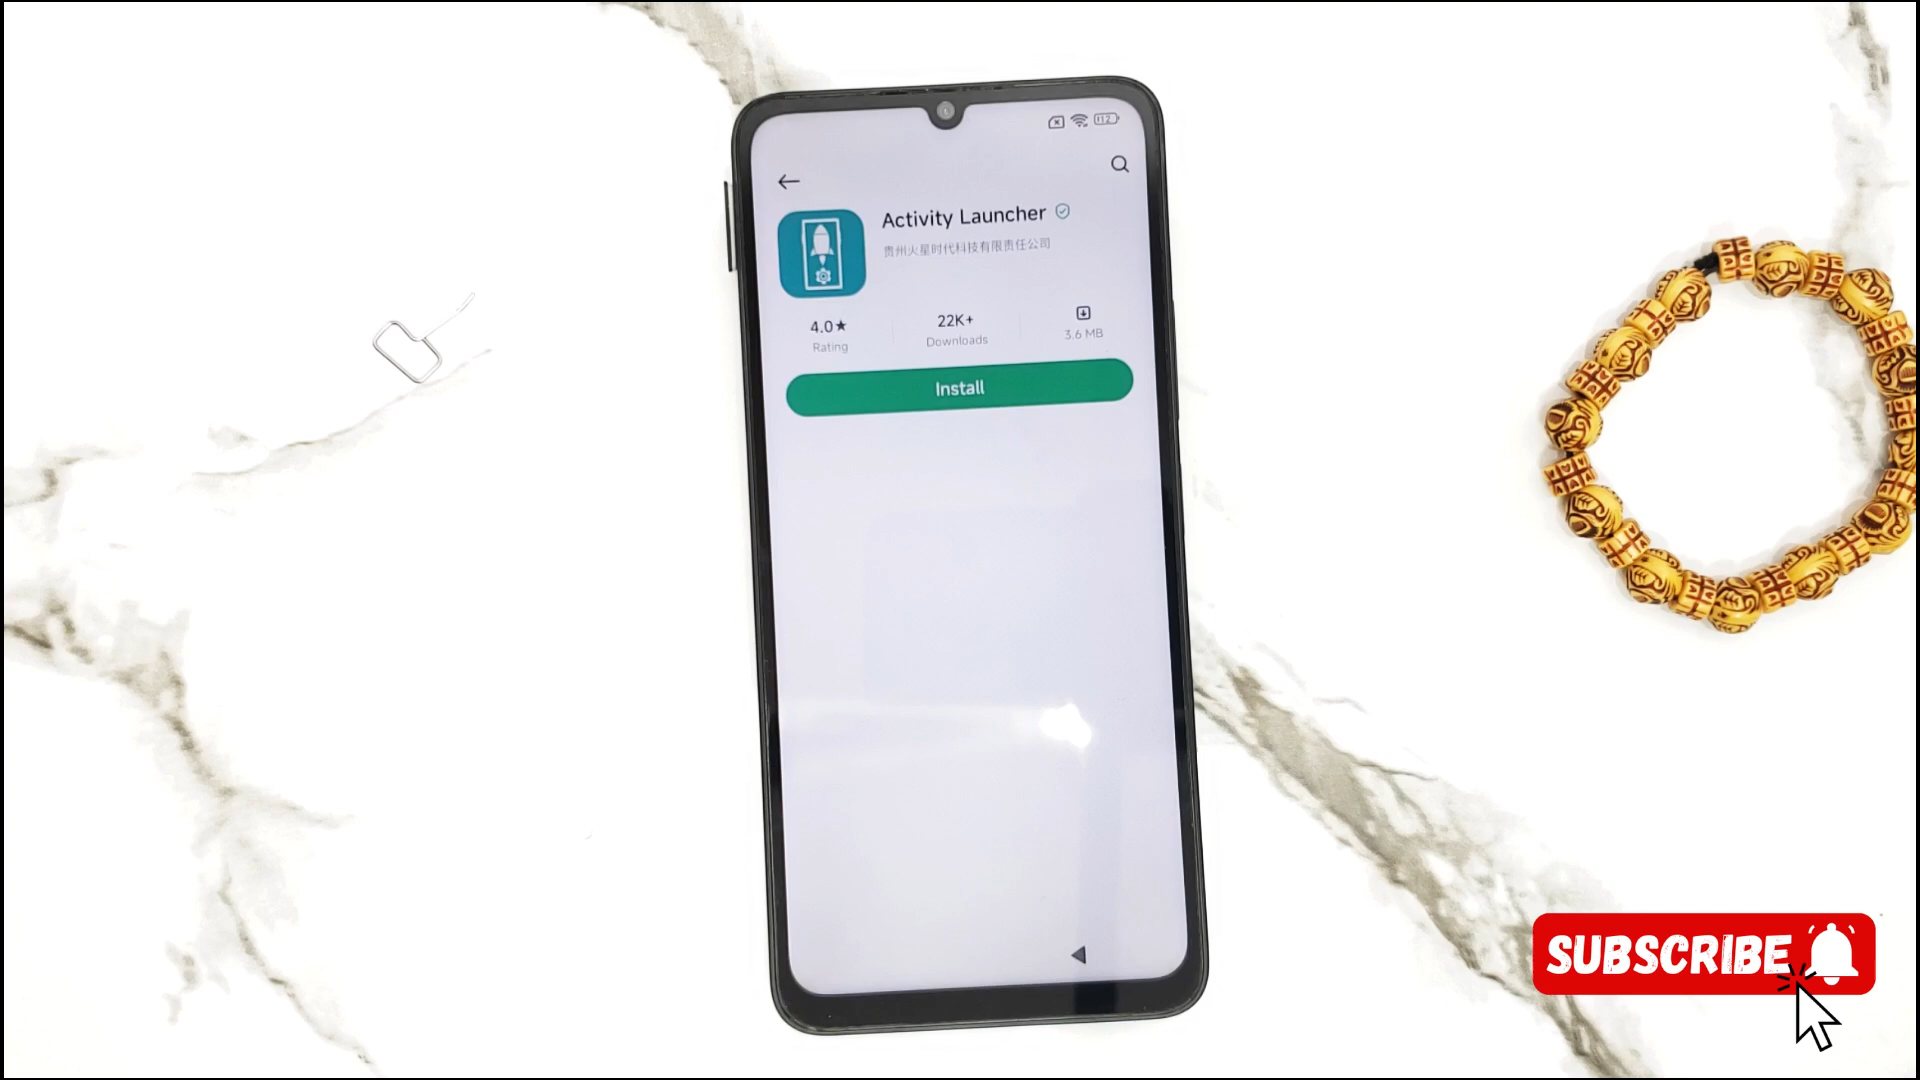 12
Activity Launcher
贵州火星时代科技有限责任公司
4.0★
Rating
22K+
Downloads
3.6 MB
Install
SUBSCRIBE